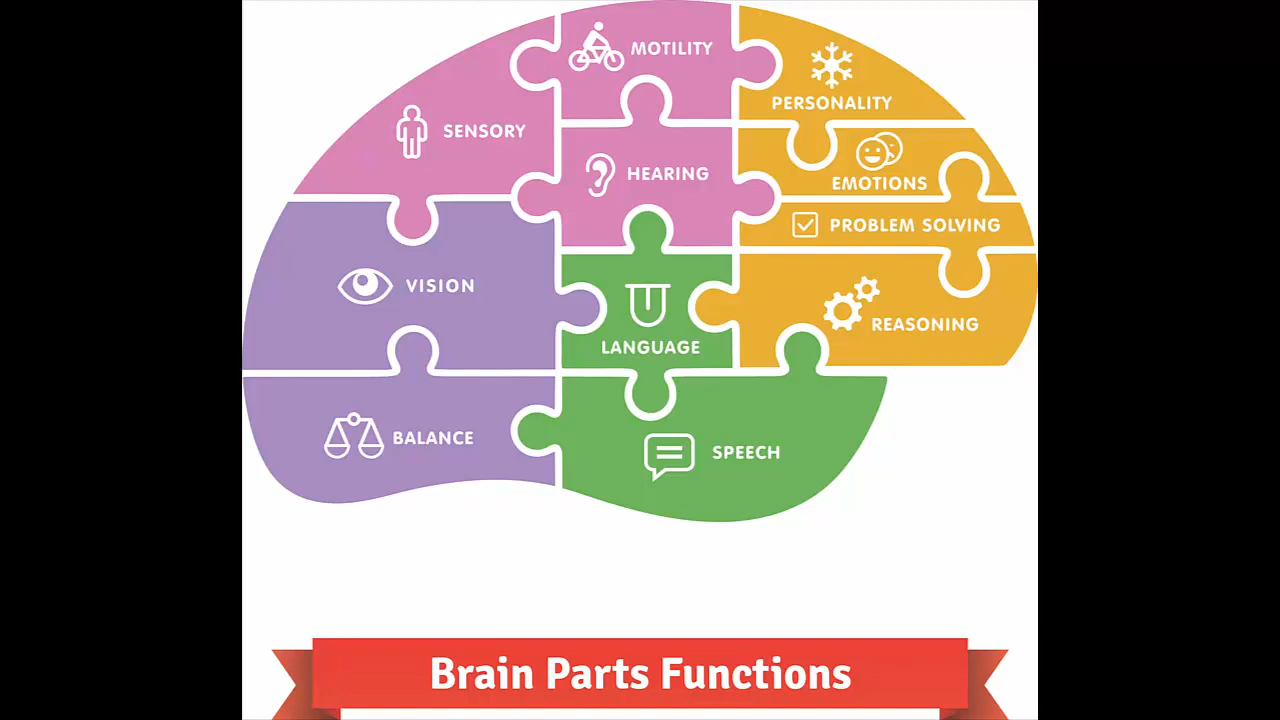 MOTILITY
PERSONALITY
SENSORY
HEARING
EMOTIONS
PROBLEM SOLVING
VISION
LANGUAGE
REASONING
BALANCE
SPEECH
Brain Parts Functions